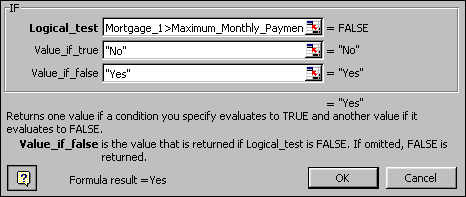 IF
Logical_test Mortgage_1>Maximum_Monthly_Paymen = FALSE
Value_if_true "No" = "No"
Value_if_false "Yes" = "Yes"
= "Yes"
Returns one value if a condition you specify evaluates to TRUE and another value if it
evaluates to FALSE.
Value_if_false is the value that is returned if Logical_test is FALSE. If omitted, FALSE is
returned.
? Formula result =Yes OK Cancel